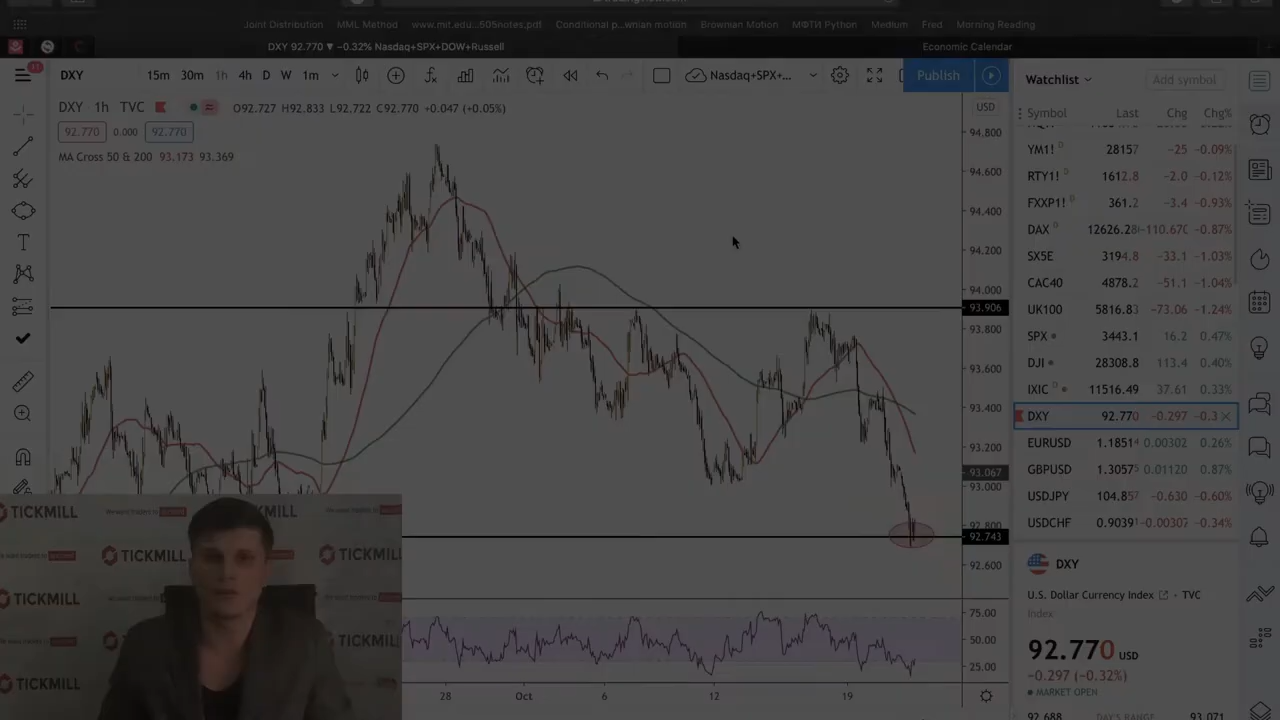 Joint Distribution MML Method www.mit.edu...505notes.pdf Conditional p...wnian motion Brownian Motion МФТИ Python Medium Fred Morning Reading
DXY 92.770 ▼ −0.32% Nasdaq+SPX+DOW+Russell
Economic Calendar
DXY 15m 30m 1h 4h D W 1m Nasdaq+SPX+... Publish
Watchlist Add symbol
DXY · 1h TVC O92.727 H92.833 L92.722 C92.770 +0.047 (+0.05%)
92.770 0.000 92.770
MA Cross 50 & 200 93.173 93.369
USD
94.800
94.600
94.400
94.200
94.000
93.906
93.800
93.600
93.400
93.200
93.067
93.000
92.800
92.743
92.600
75.00
50.00
25.00
28 Oct 6 12 19
Symbol Last Chg Chg%
YM1! D 28157 −25 −0.09%
RTY1! D 1612.8 −2.0 −0.12%
FXXP1! D 361.2 −3.4 −0.93%
DAX D 12626.28 −110.670 −0.87%
SX5E 3194.8 −33.1 −1.03%
CAC40 4878.2 −51.1 −1.04%
UK100 5816.83 −73.06 −1.24%
SPX 3443.1 16.2 0.47%
DJI 28308.8 113.4 0.40%
IXIC D 11516.49 37.61 0.33%
DXY 92.770 −0.297 −0.3
EURUSD 1.18514 0.00302 0.26%
GBPUSD 1.30575 0.01120 0.87%
USDJPY 104.857 −0.630 −0.60%
USDCHF 0.90391 −0.00307 −0.34%
DXY
U.S. Dollar Currency Index · TVC
Index
92.770 USD
−0.297 (−0.32%)
MARKET OPEN
92.688 DAY'S RANGE 93.071
TICKMILL
TICKMILL
TICKMILL
TICKMILL
TICKMILL